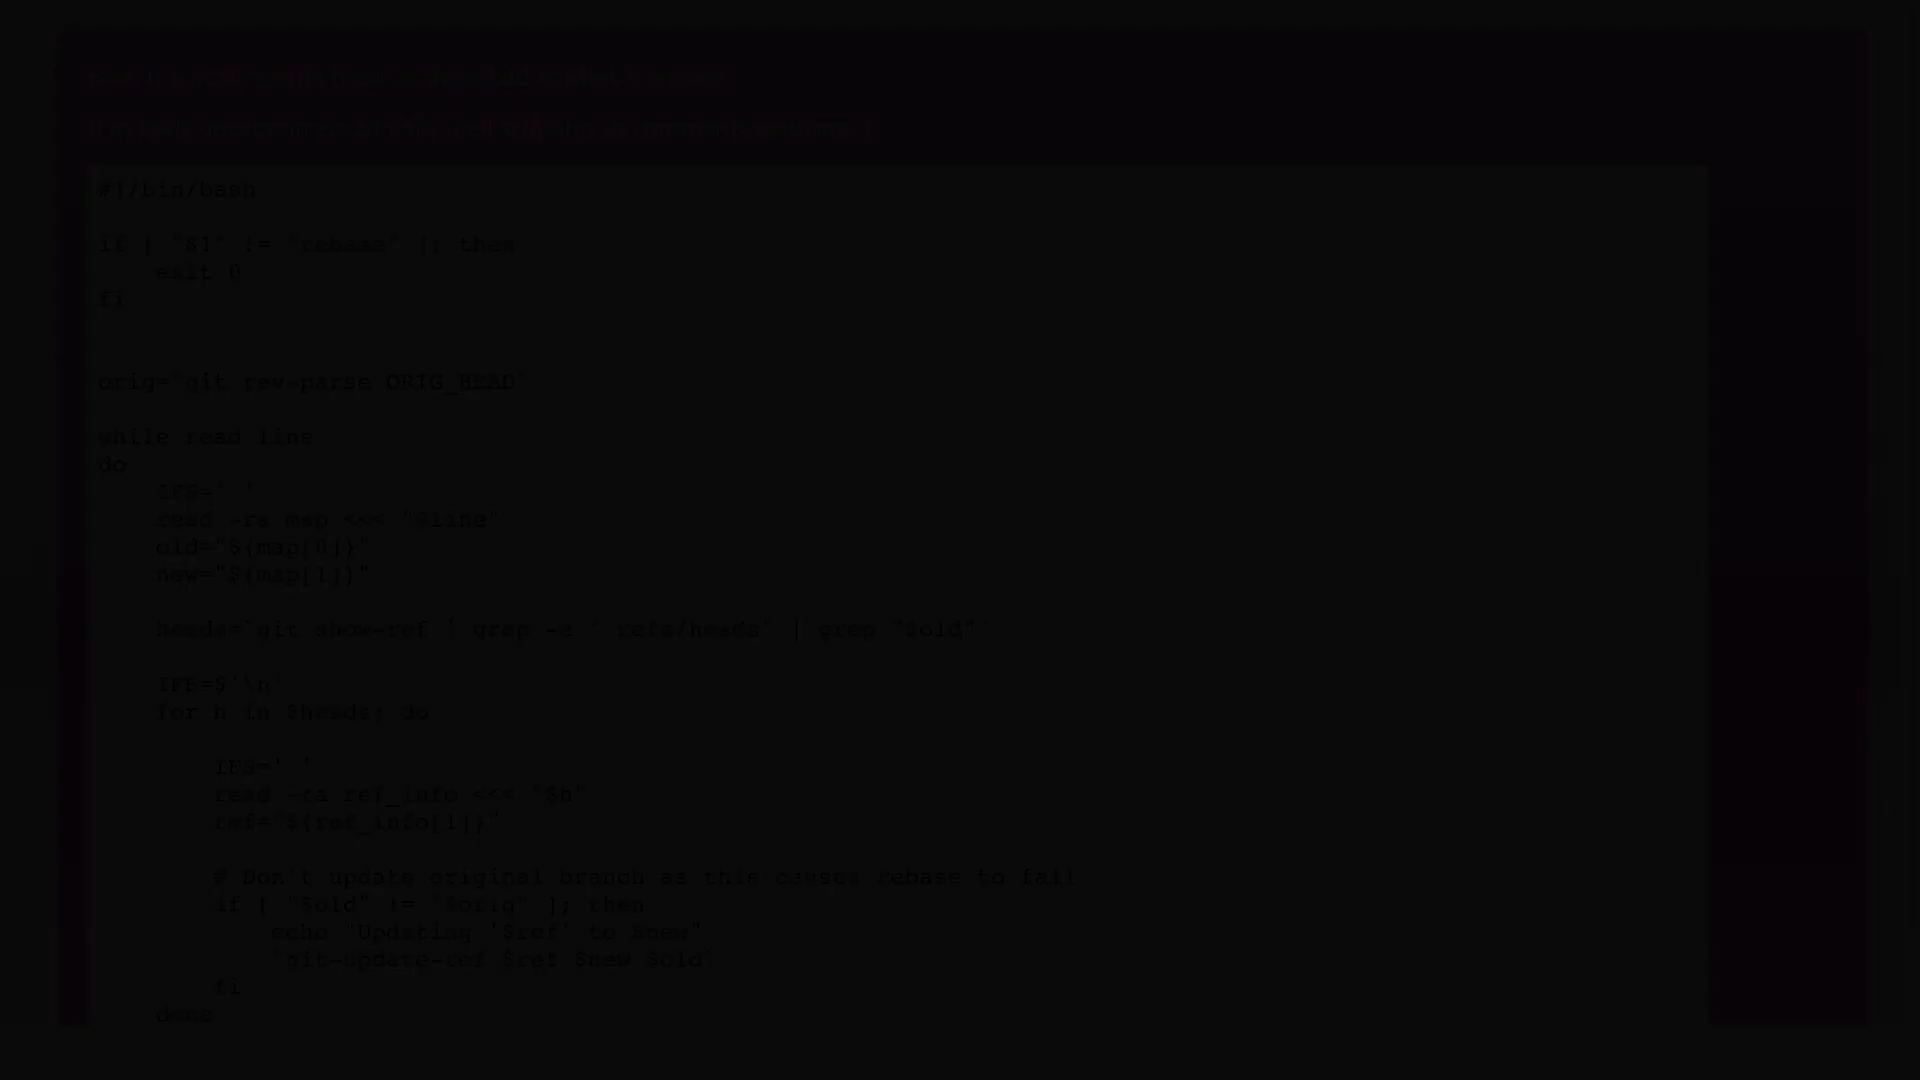 #!/bin/bash
if [ "$1" != "rebase" ]; then
exit 0
fi
orig=`git rev-parse ORIG_HEAD`
while read line
do
IFS=' '
read -ra map <<< "$line"
old="${map[0]}"
new="${map[1]}"
heads=`git show-ref | grep -e ' refs/heads' | grep "$old"`
IFS=$'\n'
for h in $heads; do
IFS=' '
read -ra ref_info <<< "$h"
ref="${ref_info[1]}"
# Don't update original branch as this causes rebase to fail
if [ "$old" != "$orig" ]; then
echo "Updating '$ref' to $new"
`git-update-ref $ref $new $old`
fi
done